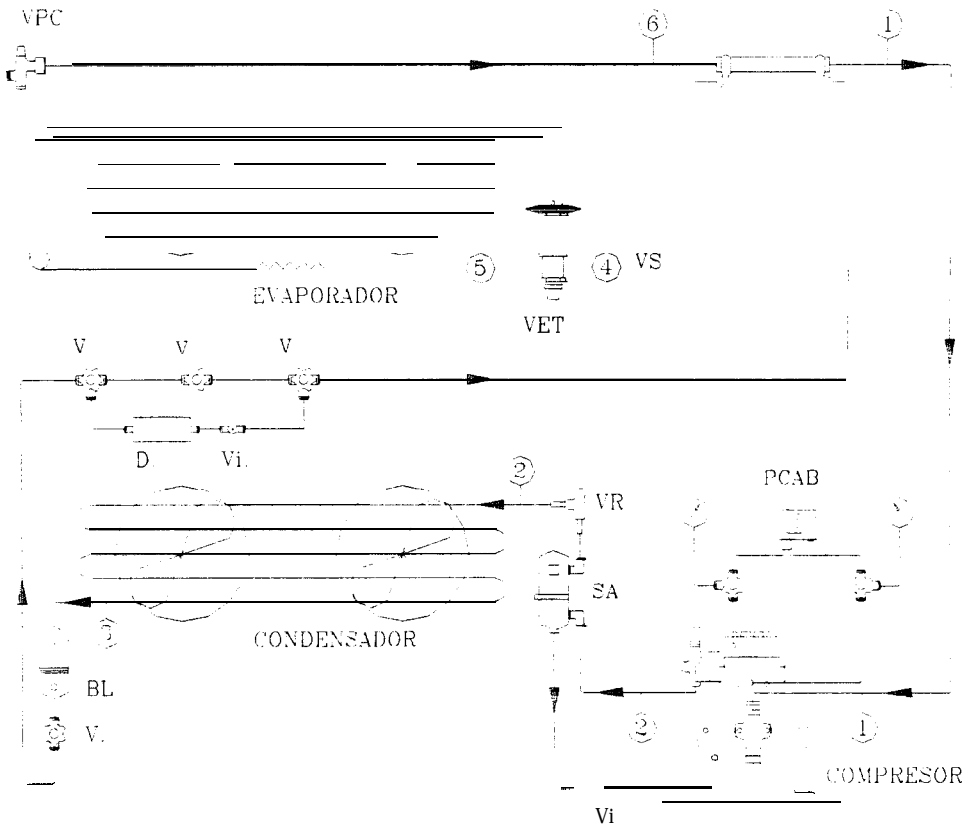 VPC
6
1
5
4
VS
EVAPORADOR
VET
V
V
V
D.
Vi.
2
PCAB
VR
SA
3
CONDENSADOR
BL
V.
2
1
COMPRESOR
Vi